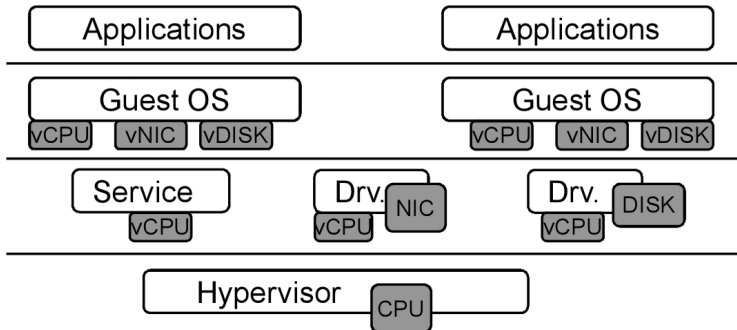 Applications Applications
Guest OS Guest OS
vCPU vNIC vDISK vCPU vNIC vDISK
Service Drv. NIC Drv. DISK
vCPU vCPU vCPU
Hypervisor CPU